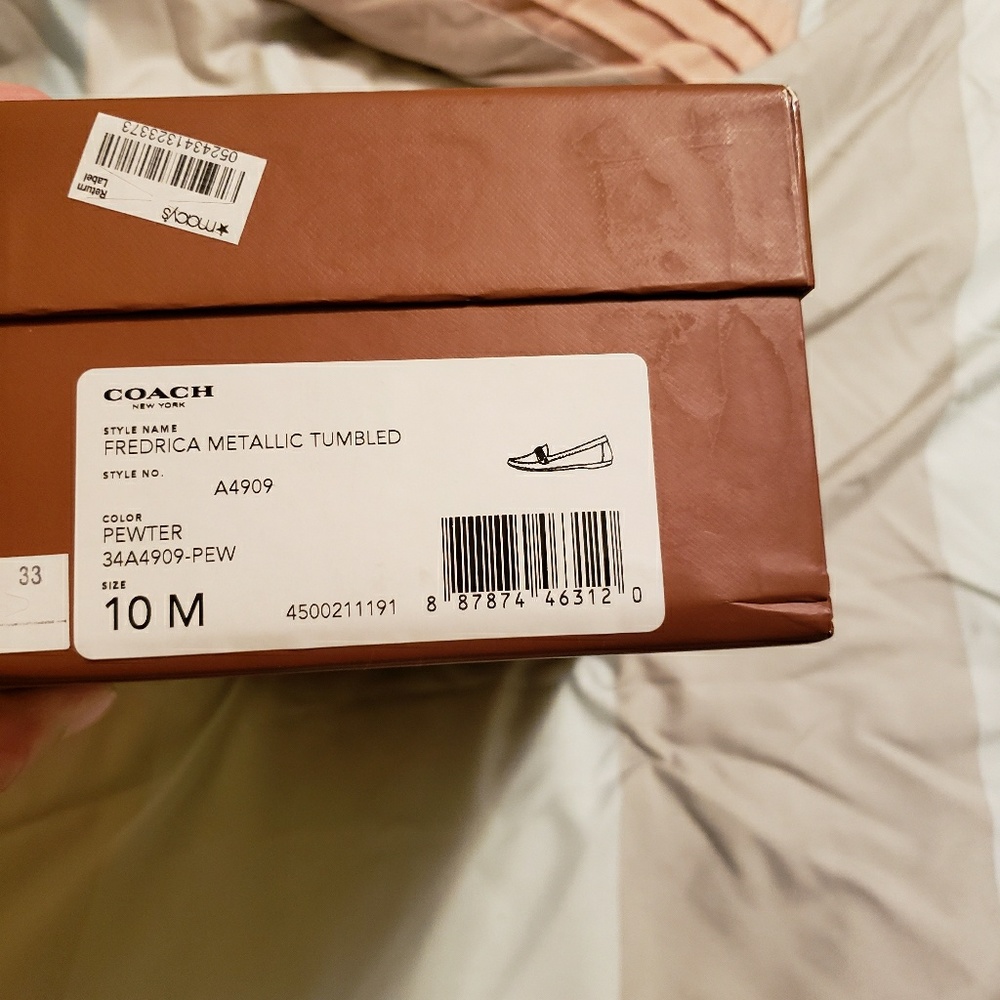 ★macy's
Return
Label
0524341323373
COACH
NEW YORK
STYLE NAME
FREDRICA METALLIC TUMBLED
STYLE NO.
A4909
COLOR
PEWTER
34A4909-PEW
SIZE
10 M
4500211191
8 87874 46312 0
33